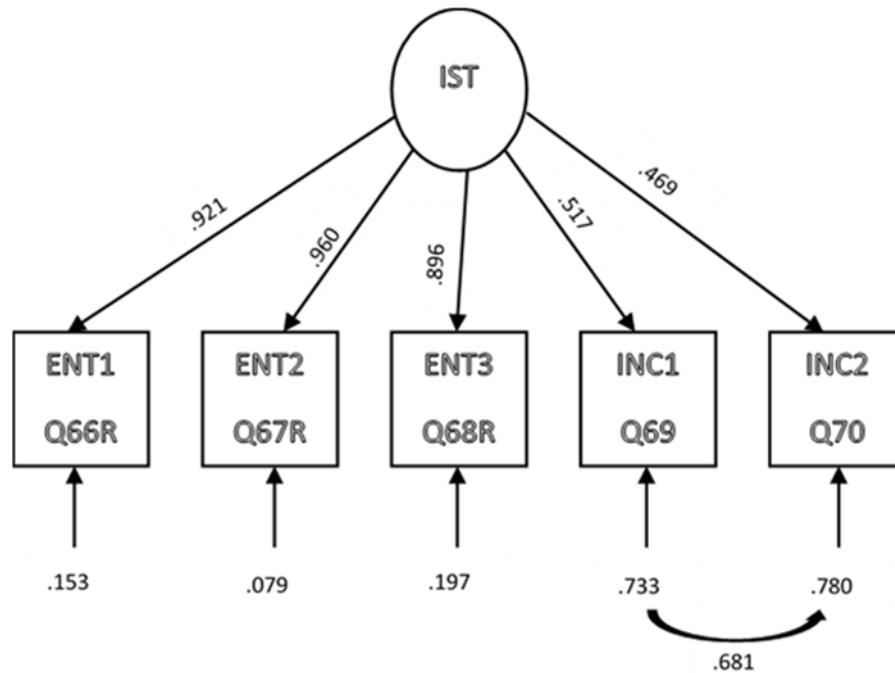 IST
.921
.960
.896
.517
.469
ENT1
Q66R
ENT2
Q67R
ENT3
Q68R
INC1
Q69
INC2
Q70
.153
.079
.197
.733
.780
.681